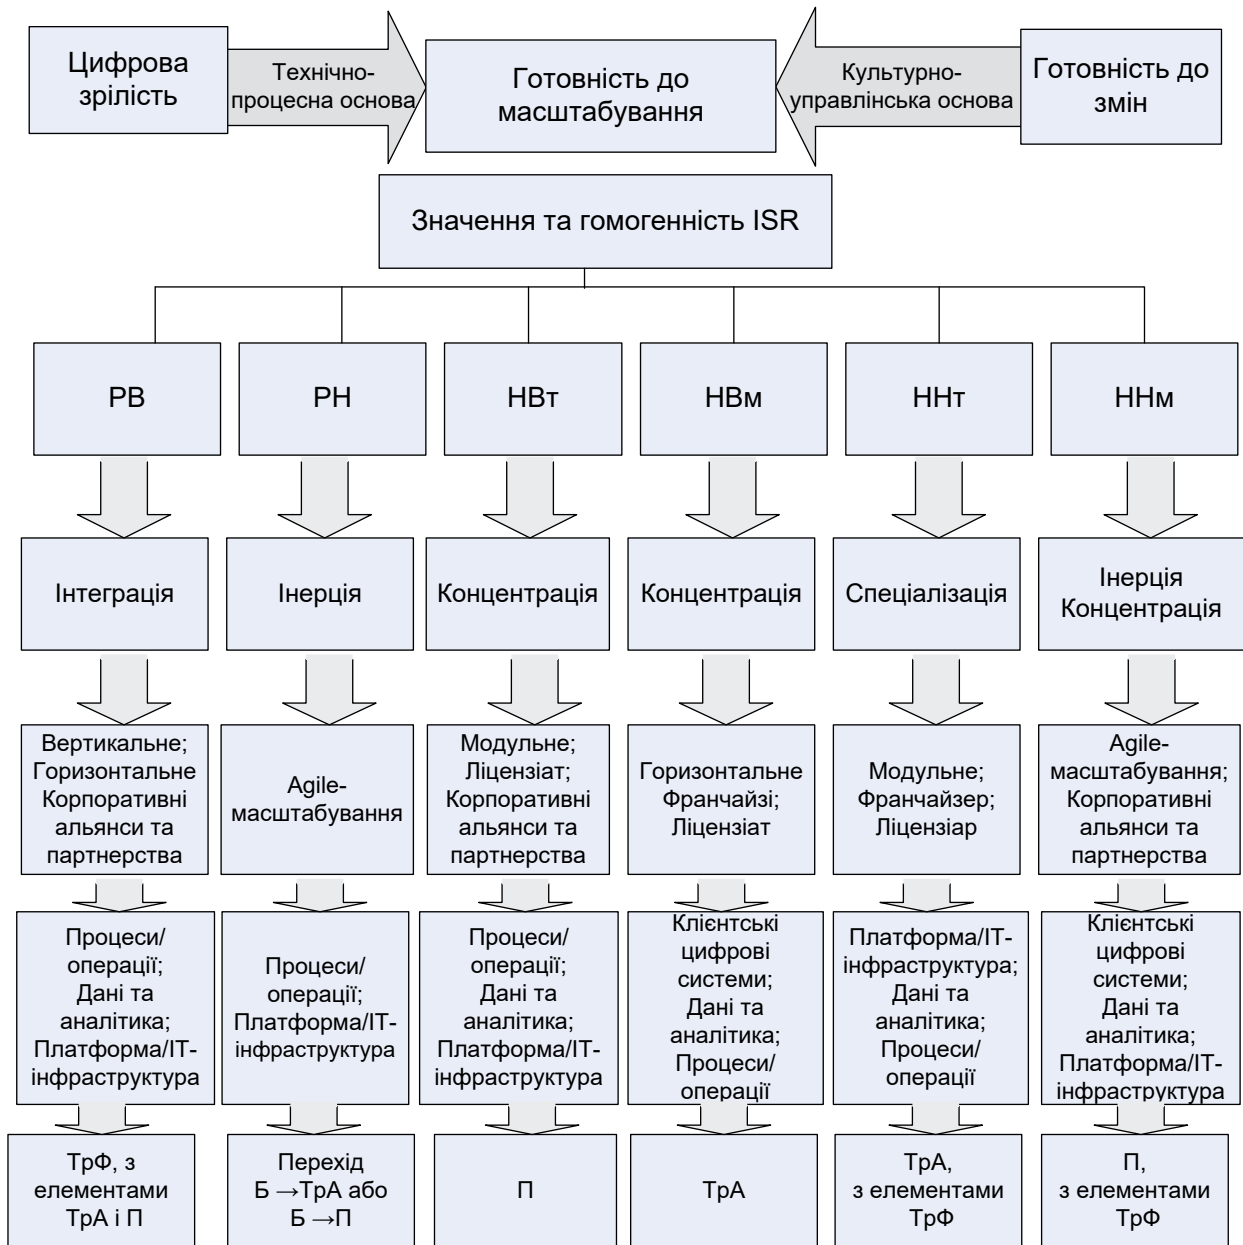 Цифрова
зрілість
Технічно-
процесна основа
Готовність до
масштабування
Культурно-
управлінська основа
Готовність до
змін
Значення та гомогенність ISR
РВ
РН
НВт
НВм
ННт
ННм
Інтеграція
Інерція
Концентрація
Концентрація
Спеціалізація
Інерція
Концентрація
Вертикальне;
Горизонтальне
Корпоративні
альянси та
партнерства
Agile-
масштабування
Модульне;
Ліцензіат;
Корпоративні
альянси та
партнерства
Горизонтальне
Франчайзі;
Ліцензіат
Модульне;
Франчайзер;
Ліцензіар
Agile-
масштабування;
Корпоративні
альянси та
партнерства
Процеси/
операції;
Дані та
аналітика;
Платформа/ІТ-
інфраструктура
Процеси/
операції;
Платформа/ІТ-
інфраструктура
Процеси/
операції;
Дані та
аналітика;
Платформа/ІТ-
інфраструктура
Клієнтські
цифрові
системи;
Дані та
аналітика;
Процеси/
операції
Платформа/ІТ-
інфраструктура;
Дані та
аналітика;
Процеси/
операції
Клієнтські
цифрові
системи;
Дані та
аналітика;
Платформа/ІТ-
інфраструктура
ТрФ, з
елементами
ТрА і П
Перехід
Б →ТрА або
Б →П
П
ТрА
ТрА,
з елементами
ТрФ
П,
з елементами
ТрФ